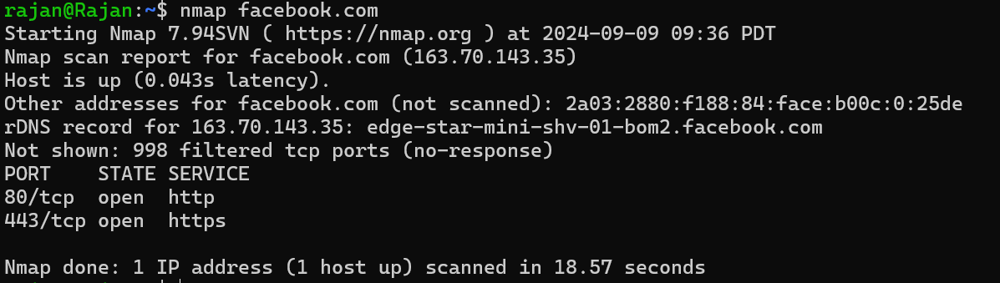 rajan@Rajan:~$ nmap facebook.com
Starting Nmap 7.94SVN ( https://nmap.org ) at 2024-09-09 09:36 PDT
Nmap scan report for facebook.com (163.70.143.35)
Host is up (0.043s latency).
Other addresses for facebook.com (not scanned): 2a03:2880:f188:84:face:b00c:0:25de
rDNS record for 163.70.143.35: edge-star-mini-shv-01-bom2.facebook.com
Not shown: 998 filtered tcp ports (no-response)
PORT    STATE SERVICE
80/tcp  open  http
443/tcp open  https
Nmap done: 1 IP address (1 host up) scanned in 18.57 seconds